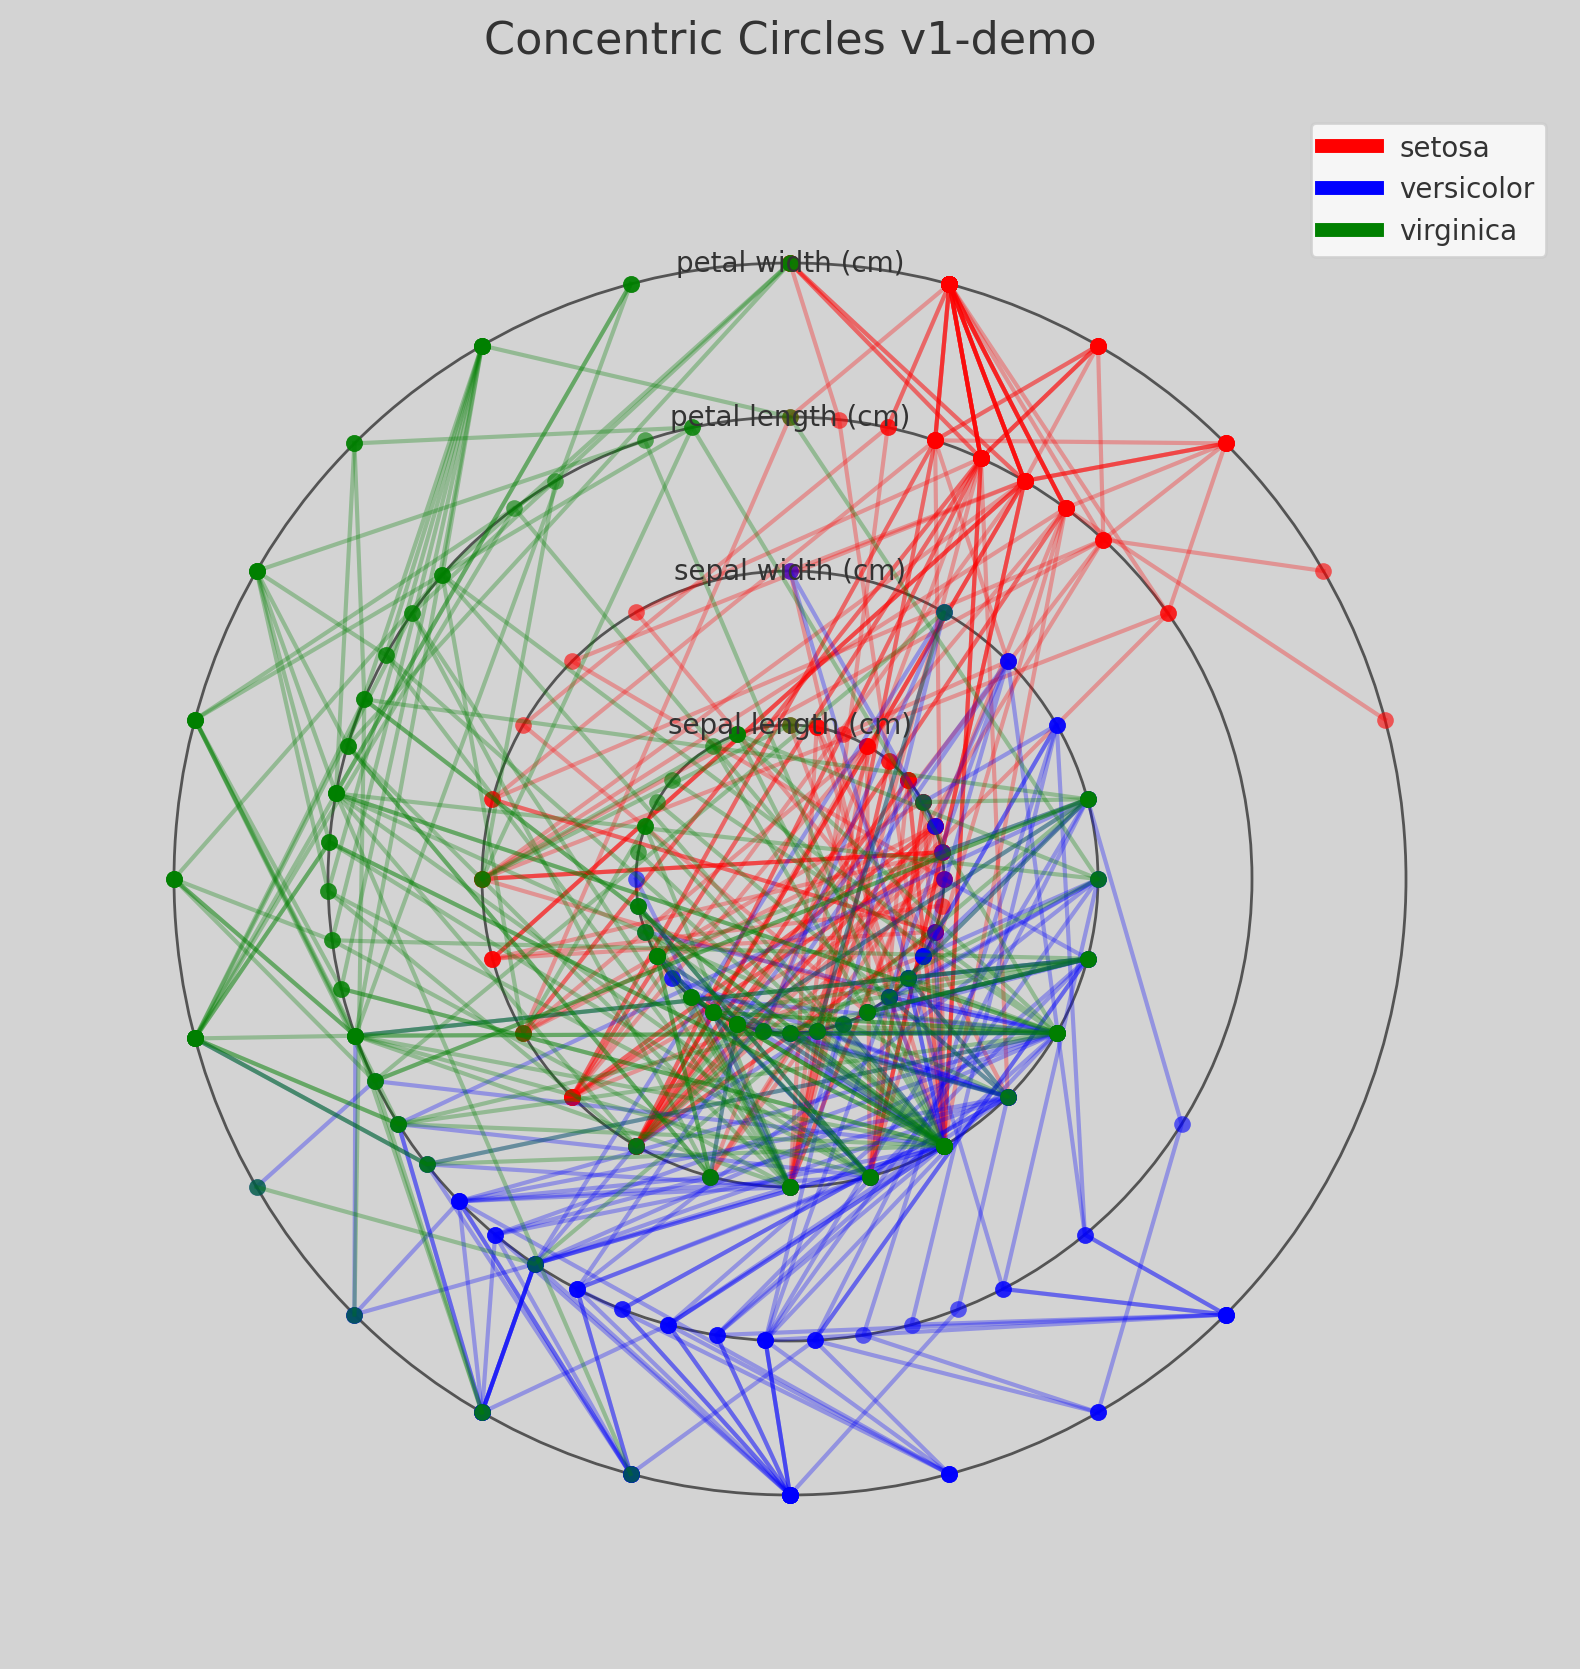 Concentric Circles v1-demo
setosa
versicolor
virginica
petal width (cm)
petal length (cm)
sepal width (cm)
sepal length (cm)